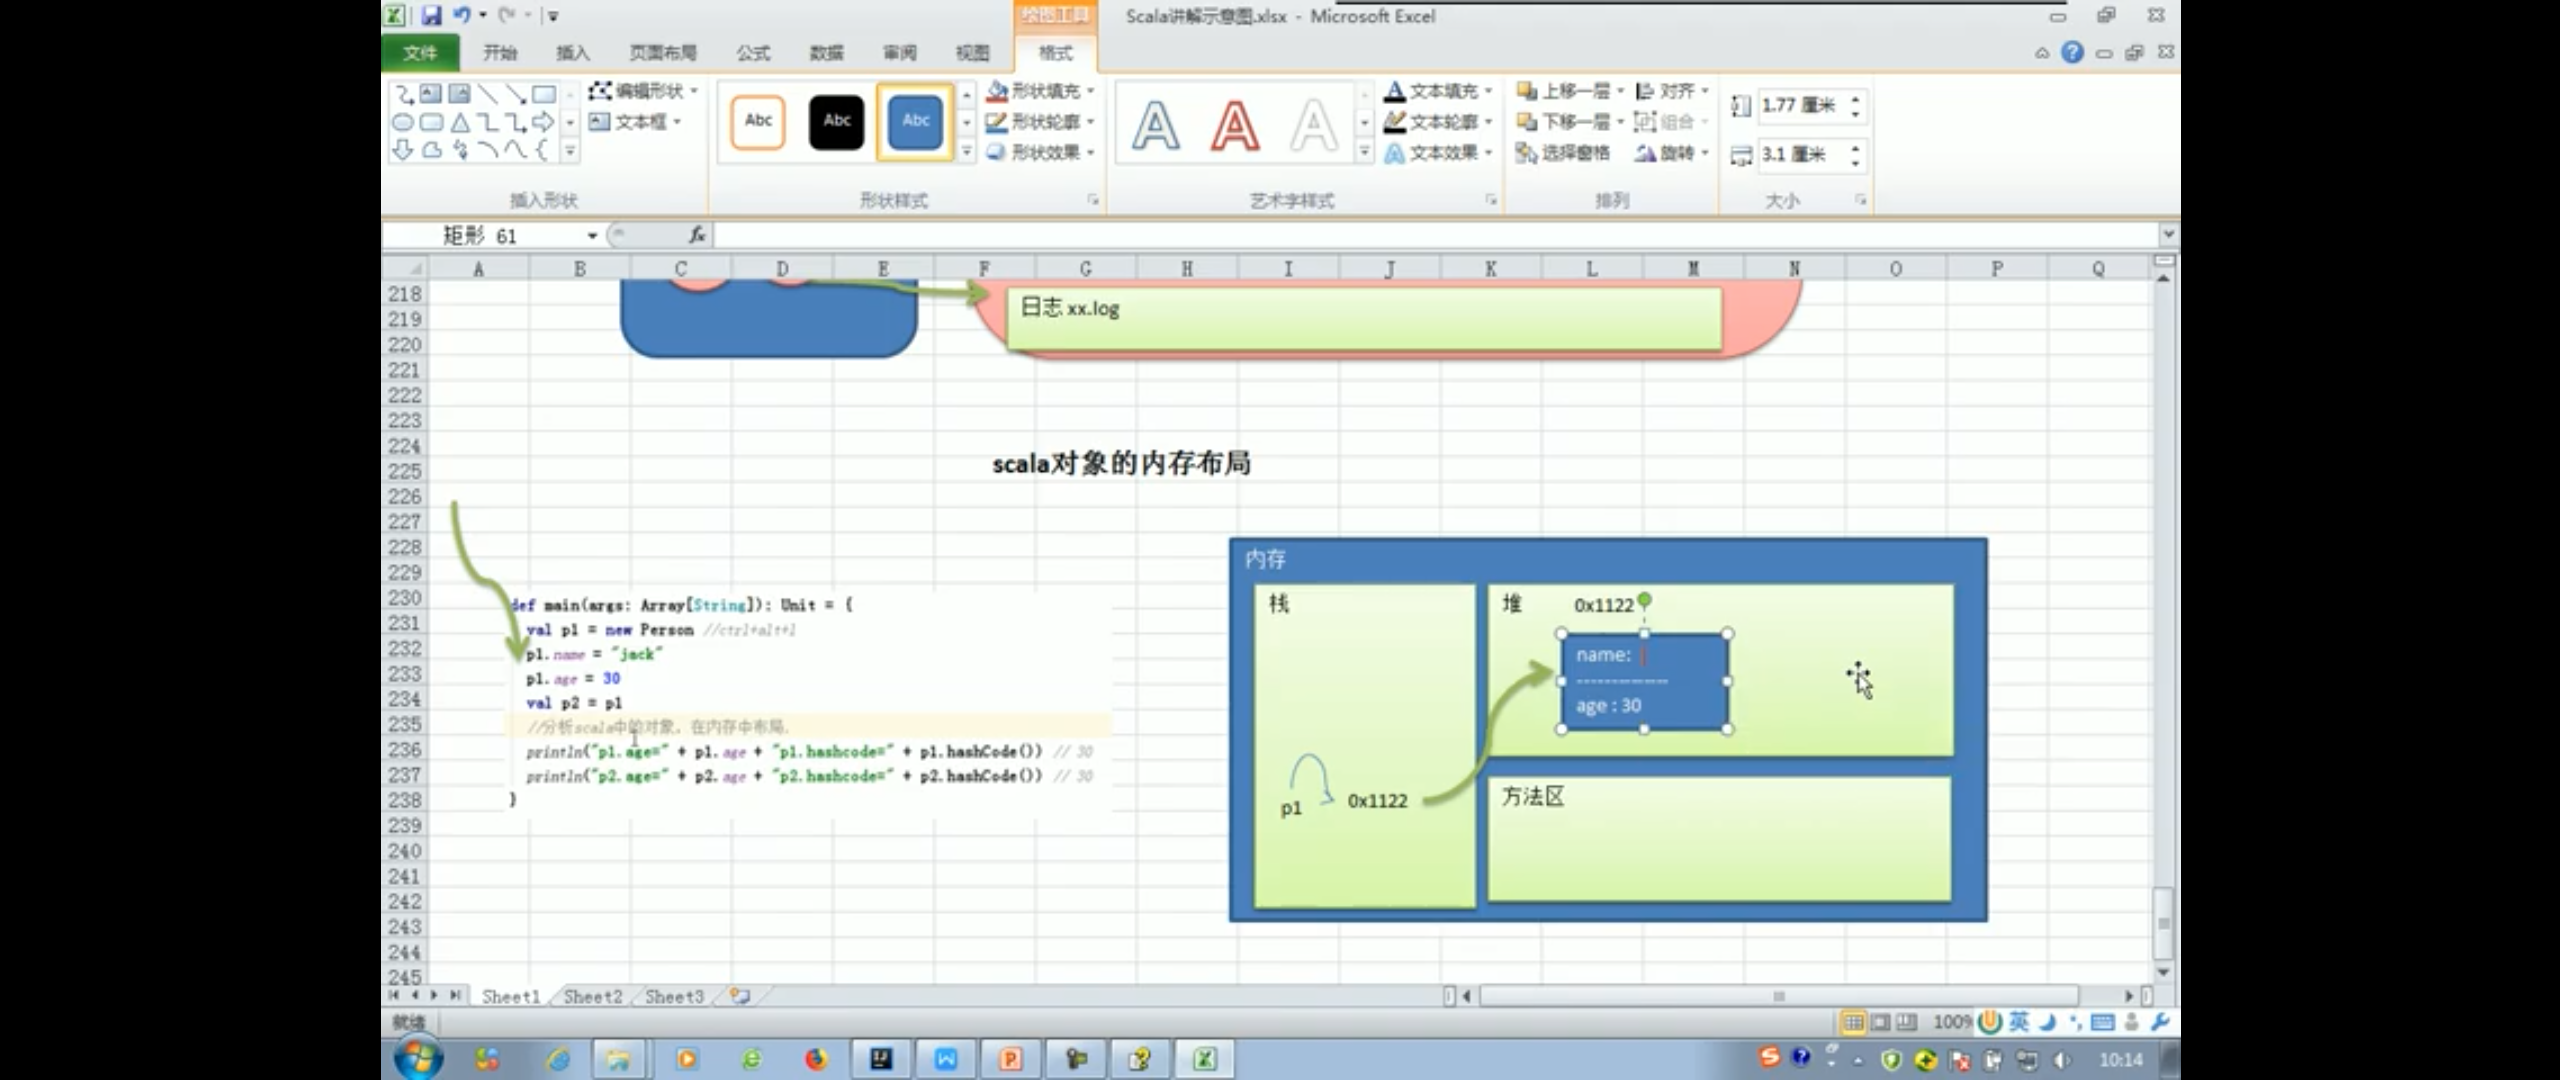 绘图工具
Scala讲解示意图.xlsx - Microsoft Excel
文件 开始 插入 页面布局 公式 数据 审阅 视图 格式
编辑形状
文本框
插入形状
Abc Abc Abc
形状填充
形状轮廓
形状效果
形状样式
文本填充
文本轮廓
文本效果
艺术字样式
上移一层 对齐
下移一层 组合
选择窗格 旋转
排列
1.77 厘米
3.1 厘米
大小
矩形 61
fx
A B C D E F G H I J K L M N O P Q
218
219
220
221
222
223
224
225
226
227
228
229
230
231
232
233
234
235
236
237
238
239
240
241
242
243
244
245
日志 xx.log
scala对象的内存布局
def main(args: Array[String]): Unit = {
val p1 = new Person //ctrl+alt+l
p1.name = "jack"
p1.age = 30
val p2 = p1
//分析scala中的对象，在内存中布局.
println("p1.age=" + p1.age + "p1.hashcode=" + p1.hashCode()) // 30
println("p2.age=" + p2.age + "p2.hashcode=" + p2.hashCode()) // 30
}
内存
栈
p1
0x1122
堆
0x1122
name:
---------------
age : 30
方法区
Sheet1 Sheet2 Sheet3
就绪
100%
英
10:14